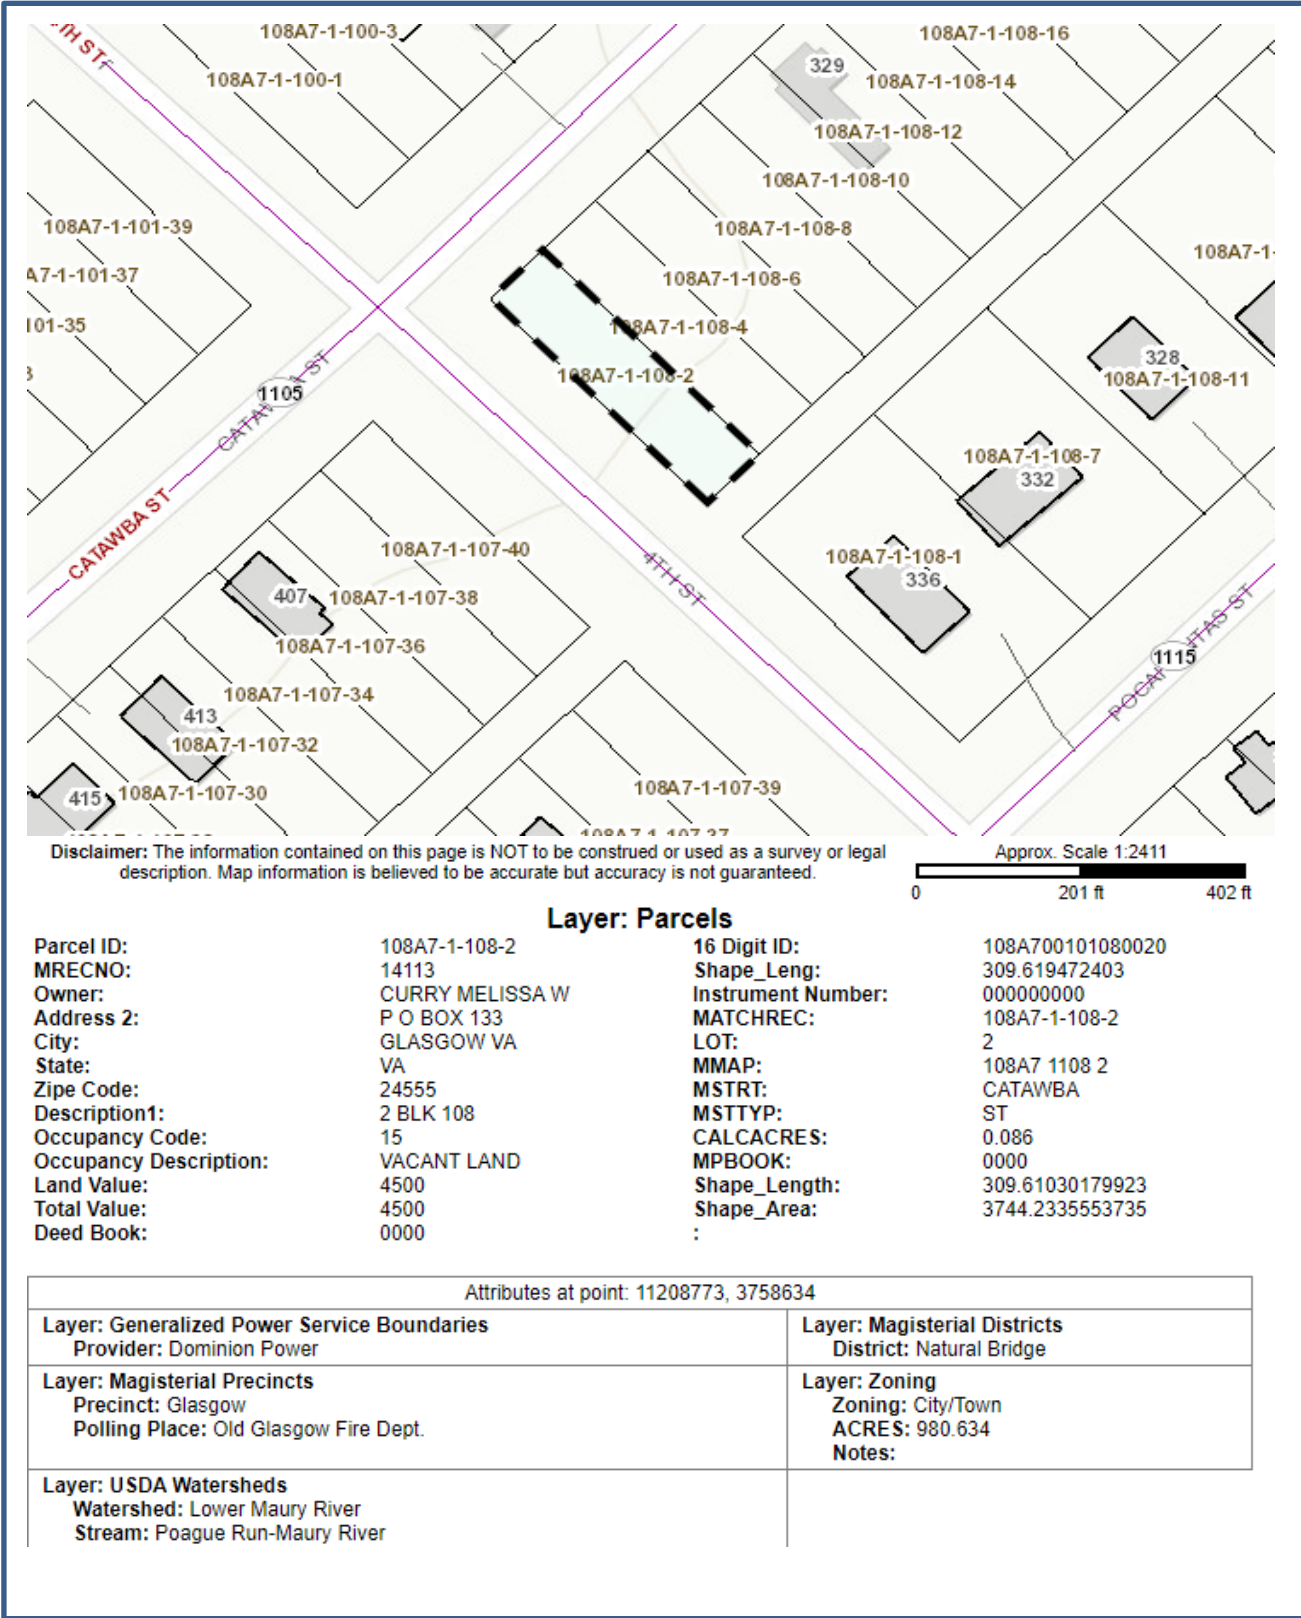 TH ST
108A7-1-100-3
108A7-1-100-1
108A7-1-108-16
329
108A7-1-108-14
108A7-1-108-12
108A7-1-108-10
108A7-1-108-8
108A7-1-108-6
108A7-1-108-4
108A7-1-108-2
108A7-1-101-39
A7-1-101-37
101-35
108A7-1-
328
108A7-1-108-11
1105
CATAWBA ST
CATAWBA ST
108A7-1-108-7
332
108A7-1-108-1
336
4TH ST
108A7-1-107-40
407
108A7-1-107-38
108A7-1-107-36
108A7-1-107-34
413
108A7-1-107-32
415
108A7-1-107-30
1115
POCAHONTAS ST
108A7-1-107-39
108A7-1-107-37
Disclaimer: The information contained on this page is NOT to be construed or used as a survey or legal
description. Map information is believed to be accurate but accuracy is not guaranteed.
Approx. Scale 1:2411
0 201 ft 402 ft
Layer: Parcels
Parcel ID: 108A7-1-108-2 16 Digit ID: 108A700101080020
MRECNO: 14113 Shape_Leng: 309.619472403
Owner: CURRY MELISSA W Instrument Number: 000000000
Address 2: P O BOX 133 MATCHREC: 108A7-1-108-2
City: GLASGOW VA LOT: 2
State: VA MMAP: 108A7 1108 2
Zipe Code: 24555 MSTRT: CATAWBA
Description1: 2 BLK 108 MSTTYP: ST
Occupancy Code: 15 CALCACRES: 0.086
Occupancy Description: VACANT LAND MPBOOK: 0000
Land Value: 4500 Shape_Length: 309.61030179923
Total Value: 4500 Shape_Area: 3744.2335553735
Deed Book: 0000 :
Attributes at point: 11208773, 3758634
Layer: Generalized Power Service Boundaries
Provider: Dominion Power
Layer: Magisterial Districts
District: Natural Bridge
Layer: Magisterial Precincts
Precinct: Glasgow
Polling Place: Old Glasgow Fire Dept.
Layer: Zoning
Zoning: City/Town
ACRES: 980.634
Notes:
Layer: USDA Watersheds
Watershed: Lower Maury River
Stream: Poague Run-Maury River